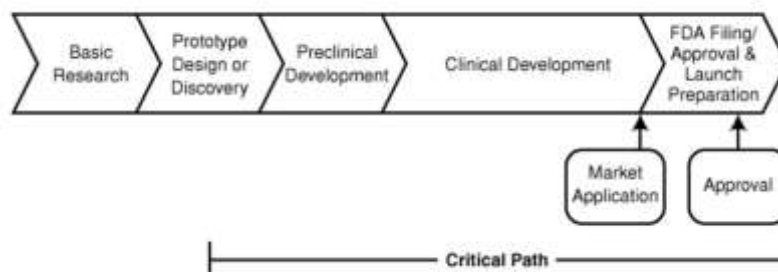 Basic
Research
Prototype
Design or
Discovery
Preclinical
Development
Clinical Development
FDA Filing/
Approval &
Launch
Preparation
Market
Application
Approval
Critical Path